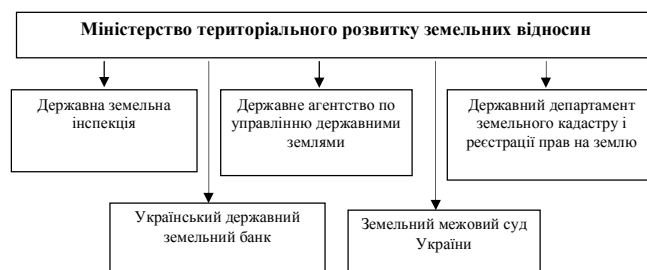 Міністерство територіального розвитку земельних відносин
Державна земельна
інспекція
Державне агентство по
управлінню державними
землями
Державний департамент
земельного кадастру і
реєстрації прав на землю
Український державний
земельний банк
Земельний межовий суд
України